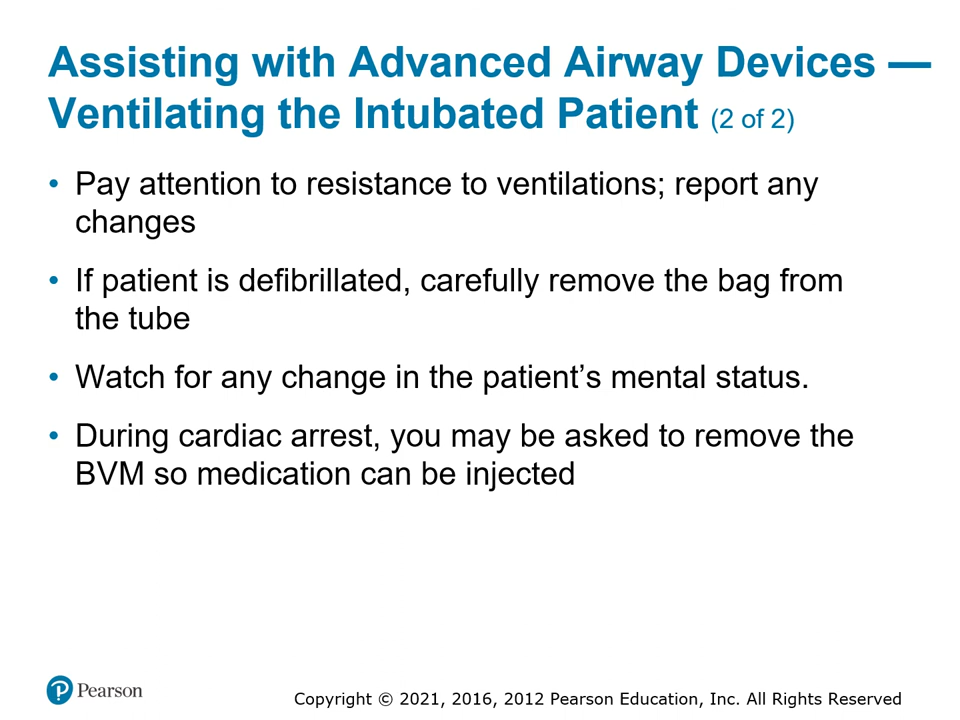 Assisting with Advanced Airway Devices —
Ventilating the Intubated Patient (2 of 2)
• Pay attention to resistance to ventilations; report any
changes
• If patient is defibrillated, carefully remove the bag from
the tube
• Watch for any change in the patient’s mental status.
• During cardiac arrest, you may be asked to remove the
BVM so medication can be injected
P Pearson
Copyright © 2021, 2016, 2012 Pearson Education, Inc. All Rights Reserved